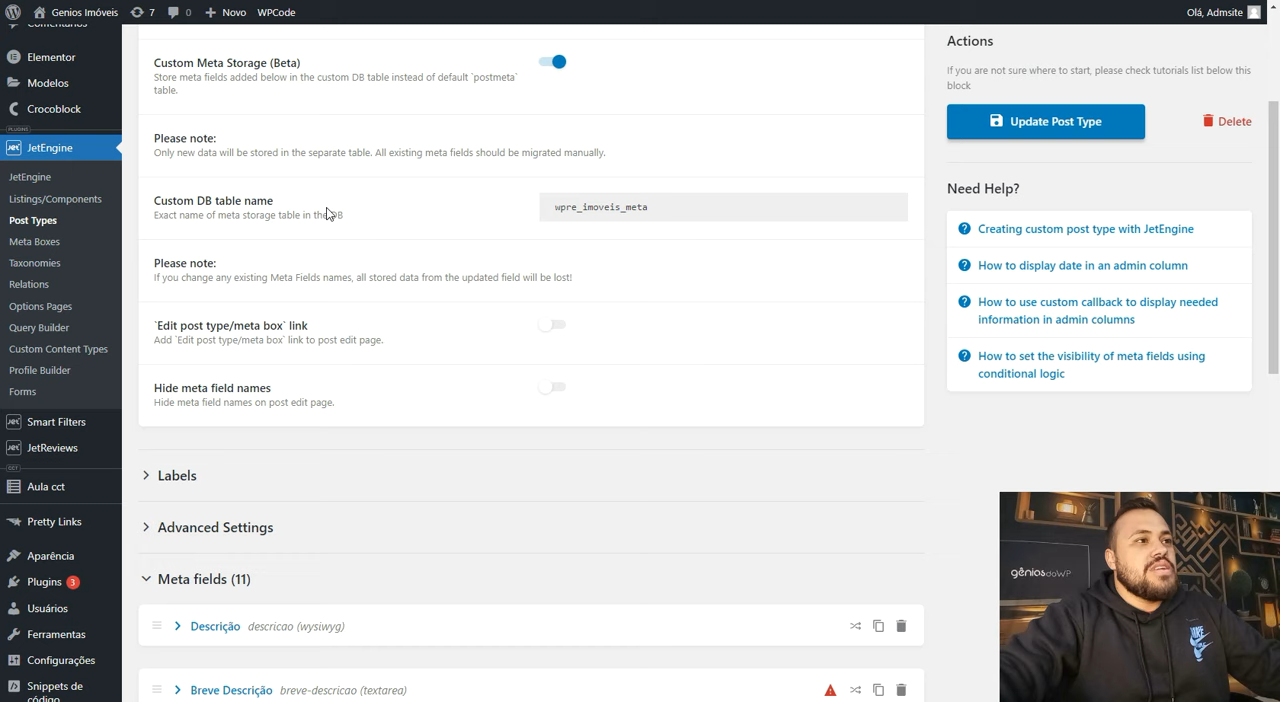 Genios Imóveis 7 0 Novo WPCode Olá, Admsite
Comentários
Elementor
Modelos
Crocoblock
PLUGINS
JetEngine
JetEngine
Listings/Components
Post Types
Meta Boxes
Taxonomies
Relations
Options Pages
Query Builder
Custom Content Types
Profile Builder
Forms
Smart Filters
JetReviews
CCT
Aula cct
Pretty Links
Aparência
Plugins 3
Usuários
Ferramentas
Configurações
Snippets de
código
Custom Meta Storage (Beta)
Store meta fields added below in the custom DB table instead of default `postmeta`
table.
Please note:
Only new data will be stored in the separate table. All existing meta fields should be migrated manually.
Custom DB table name
Exact name of meta storage table in the DB
wpre_imoveis_meta
Please note:
If you change any existing Meta Fields names, all stored data from the updated field will be lost!
`Edit post type/meta box` link
Add `Edit post type/meta box` link to post edit page.
Hide meta field names
Hide meta field names on post edit page.
Labels
Advanced Settings
Meta fields (11)
Descrição descricao (wysiwyg)
Breve Descrição breve-descricao (textarea)
Actions
If you are not sure where to start, please check tutorials list below this
block
Update Post Type
Delete
Need Help?
Creating custom post type with JetEngine
How to display date in an admin column
How to use custom callback to display needed
information in admin columns
How to set the visibility of meta fields using
conditional logic
gêniosdoWP
NIKE